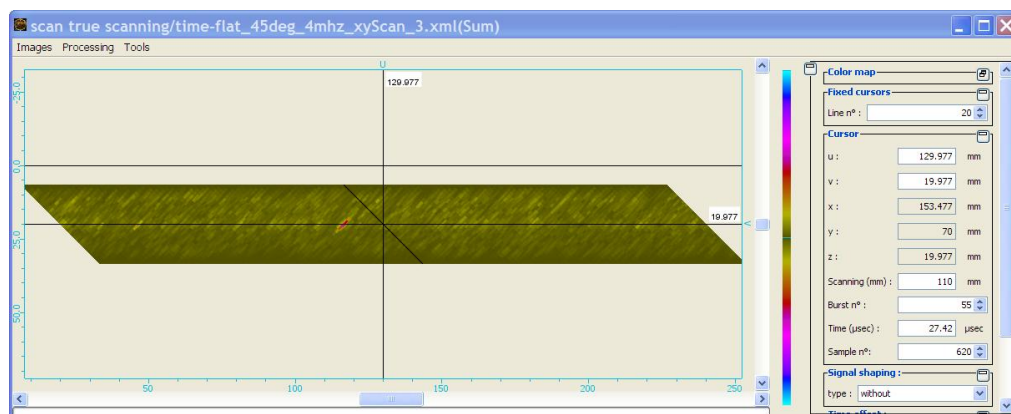 scan true scanning/time-flat_45deg_4mhz_xyScan_3.xml(Sum)
Images Processing Tools
U
129.977
-25,0
0,0
25,0
50,0
19.977
V
50
100
150
200
250
Color map
Fixed cursors
Line n° : 20
Cursor
u : 129.977 mm
v : 19.977 mm
x : 153.477 mm
y : 70 mm
z : 19.977 mm
Scanning (mm) : 110 mm
Burst n° : 55
Time (µsec) : 27.42 µsec
Sample n°: 620
Signal shaping :
type : without